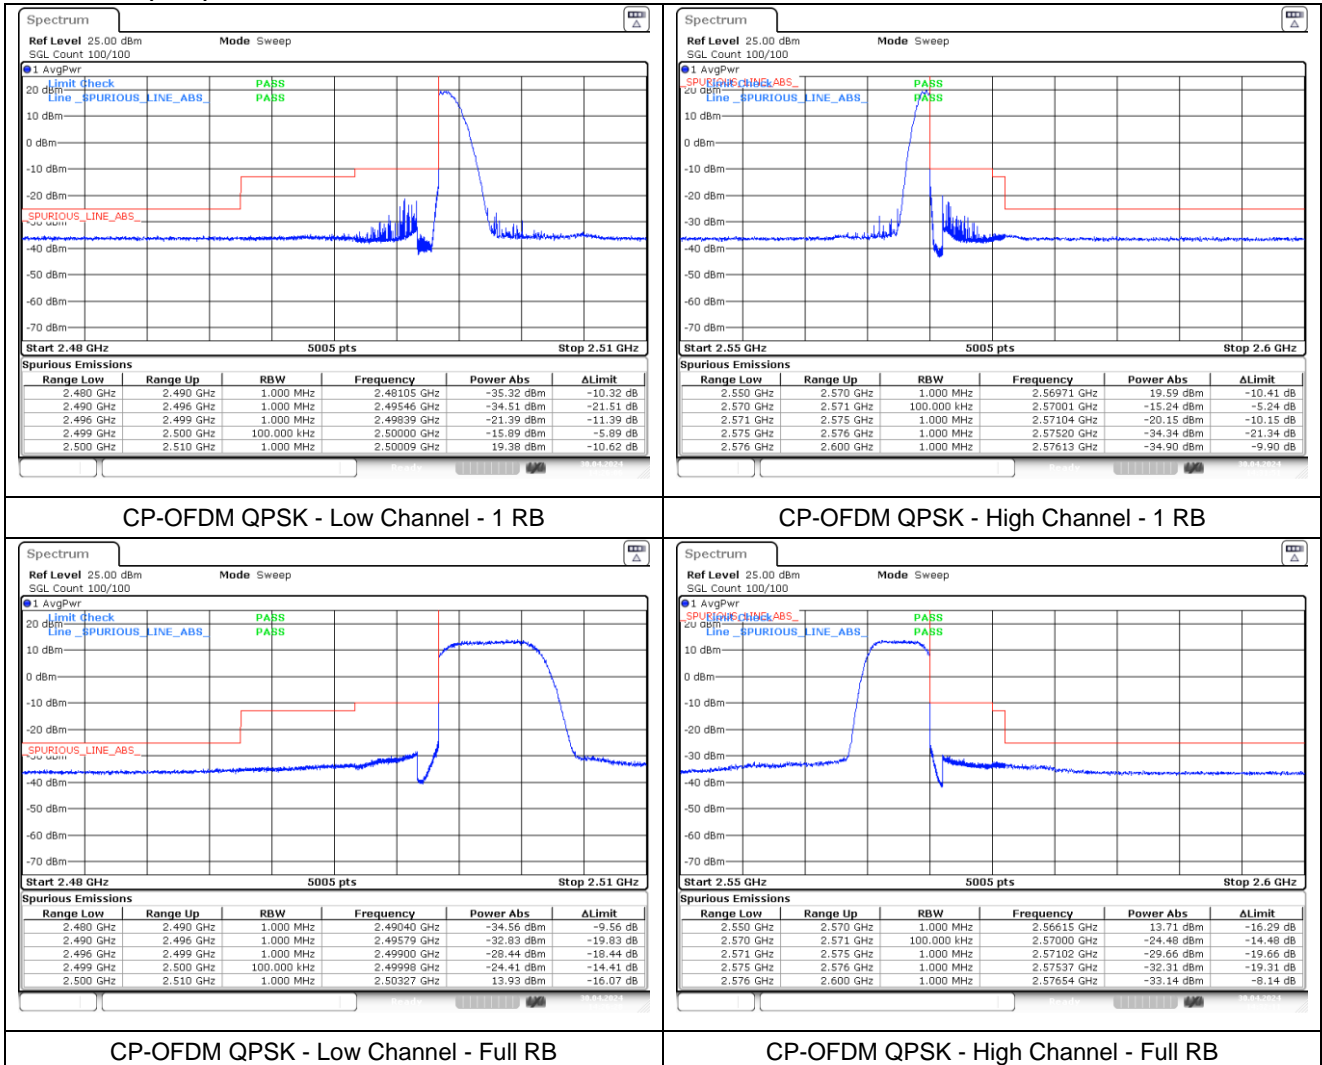 Spectrum
Ref Level 25.00 dBm Mode Sweep
SGL Count 100/100
1 AvgPwr
Limit Check PASS
Line _SPURIOUS_LINE_ABS_ PASS
20 dBm
10 dBm
0 dBm
-10 dBm
-20 dBm
_SPURIOUS_LINE_ABS_
-30 dBm
-40 dBm
-50 dBm
-60 dBm
-70 dBm
Start 2.48 GHz 5005 pts Stop 2.51 GHz
Spurious Emissions
Range Low Range Up RBW Frequency Power Abs ΔLimit
2.480 GHz 2.490 GHz 1.000 MHz 2.48105 GHz -35.32 dBm -10.32 dB
2.490 GHz 2.496 GHz 1.000 MHz 2.49546 GHz -34.51 dBm -21.51 dB
2.496 GHz 2.499 GHz 1.000 MHz 2.49839 GHz -21.39 dBm -11.39 dB
2.499 GHz 2.500 GHz 100.000 kHz 2.50000 GHz -15.89 dBm -5.89 dB
2.500 GHz 2.510 GHz 1.000 MHz 2.50009 GHz 19.38 dBm -10.62 dB
Ready 30.04.2024
CP-OFDM QPSK - Low Channel - 1 RB
Spectrum
Ref Level 25.00 dBm Mode Sweep
SGL Count 100/100
1 AvgPwr
_SPURIOUS_LINE_ABS_
Limit Check PASS
Line _SPURIOUS_LINE_ABS_ PASS
20 dBm
10 dBm
0 dBm
-10 dBm
-20 dBm
-30 dBm
-40 dBm
-50 dBm
-60 dBm
-70 dBm
Start 2.55 GHz 5005 pts Stop 2.6 GHz
Spurious Emissions
Range Low Range Up RBW Frequency Power Abs ΔLimit
2.550 GHz 2.570 GHz 1.000 MHz 2.56971 GHz 19.59 dBm -10.41 dB
2.570 GHz 2.571 GHz 100.000 kHz 2.57001 GHz -15.24 dBm -5.24 dB
2.571 GHz 2.575 GHz 1.000 MHz 2.57104 GHz -20.15 dBm -10.15 dB
2.575 GHz 2.576 GHz 1.000 MHz 2.57520 GHz -34.34 dBm -21.34 dB
2.576 GHz 2.600 GHz 1.000 MHz 2.57613 GHz -34.90 dBm -9.90 dB
Ready 30.04.2024
CP-OFDM QPSK - High Channel - 1 RB
Spectrum
Ref Level 25.00 dBm Mode Sweep
SGL Count 100/100
1 AvgPwr
Limit Check PASS
Line _SPURIOUS_LINE_ABS_ PASS
20 dBm
10 dBm
0 dBm
-10 dBm
-20 dBm
_SPURIOUS_LINE_ABS_
-30 dBm
-40 dBm
-50 dBm
-60 dBm
-70 dBm
Start 2.48 GHz 5005 pts Stop 2.51 GHz
Spurious Emissions
Range Low Range Up RBW Frequency Power Abs ΔLimit
2.480 GHz 2.490 GHz 1.000 MHz 2.49040 GHz -34.56 dBm -9.56 dB
2.490 GHz 2.496 GHz 1.000 MHz 2.49579 GHz -32.83 dBm -19.83 dB
2.496 GHz 2.499 GHz 1.000 MHz 2.49900 GHz -28.44 dBm -18.44 dB
2.499 GHz 2.500 GHz 100.000 kHz 2.49998 GHz -24.41 dBm -14.41 dB
2.500 GHz 2.510 GHz 1.000 MHz 2.50327 GHz 13.93 dBm -16.07 dB
Ready 30.04.2024
CP-OFDM QPSK - Low Channel - Full RB
Spectrum
Ref Level 25.00 dBm Mode Sweep
SGL Count 100/100
1 AvgPwr
_SPURIOUS_LINE_ABS_
Limit Check PASS
Line _SPURIOUS_LINE_ABS_ PASS
20 dBm
10 dBm
0 dBm
-10 dBm
-20 dBm
-30 dBm
-40 dBm
-50 dBm
-60 dBm
-70 dBm
Start 2.55 GHz 5005 pts Stop 2.6 GHz
Spurious Emissions
Range Low Range Up RBW Frequency Power Abs ΔLimit
2.550 GHz 2.570 GHz 1.000 MHz 2.56615 GHz 13.71 dBm -16.29 dB
2.570 GHz 2.571 GHz 100.000 kHz 2.57000 GHz -24.48 dBm -14.48 dB
2.571 GHz 2.575 GHz 1.000 MHz 2.57102 GHz -29.66 dBm -19.66 dB
2.575 GHz 2.576 GHz 1.000 MHz 2.57537 GHz -32.31 dBm -19.31 dB
2.576 GHz 2.600 GHz 1.000 MHz 2.57654 GHz -33.14 dBm -8.14 dB
Ready 30.04.2024
CP-OFDM QPSK - High Channel - Full RB